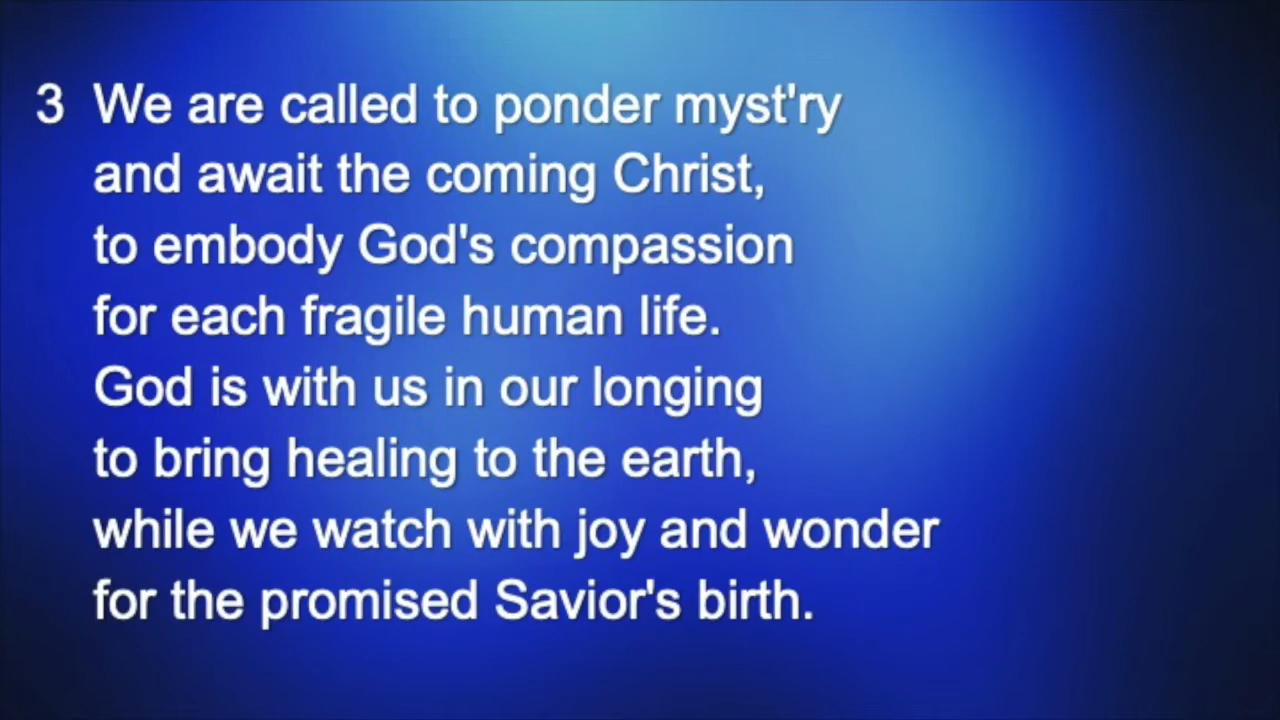 3 We are called to ponder myst'ry
and await the coming Christ,
to embody God's compassion
for each fragile human life.
God is with us in our longing
to bring healing to the earth,
while we watch with joy and wonder
for the promised Savior's birth.